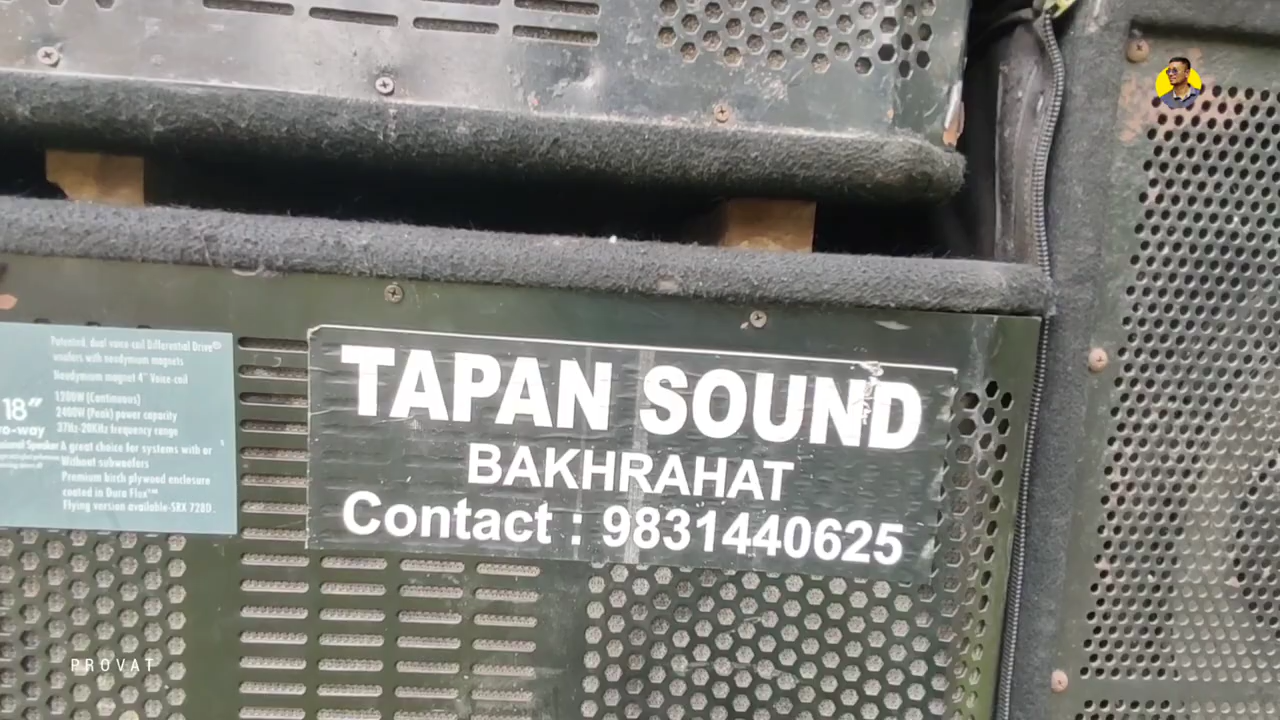 Patented, dual voice-coil Differential Drive®
woofers with neodymium magnets
Neodymium magnet 4" Voice-coil
1200W (Continuous)
2400W (Peak) power capacity
37Hz-20KHz frequency range
A great choice for systems with or
Without subwoofers
Premium birch plywood enclosure
coated in Dura Flex™
Flying version available-SRX 728D.
18"
TAPAN SOUND
BAKHRAHAT
Contact : 9831440625
PROVAT